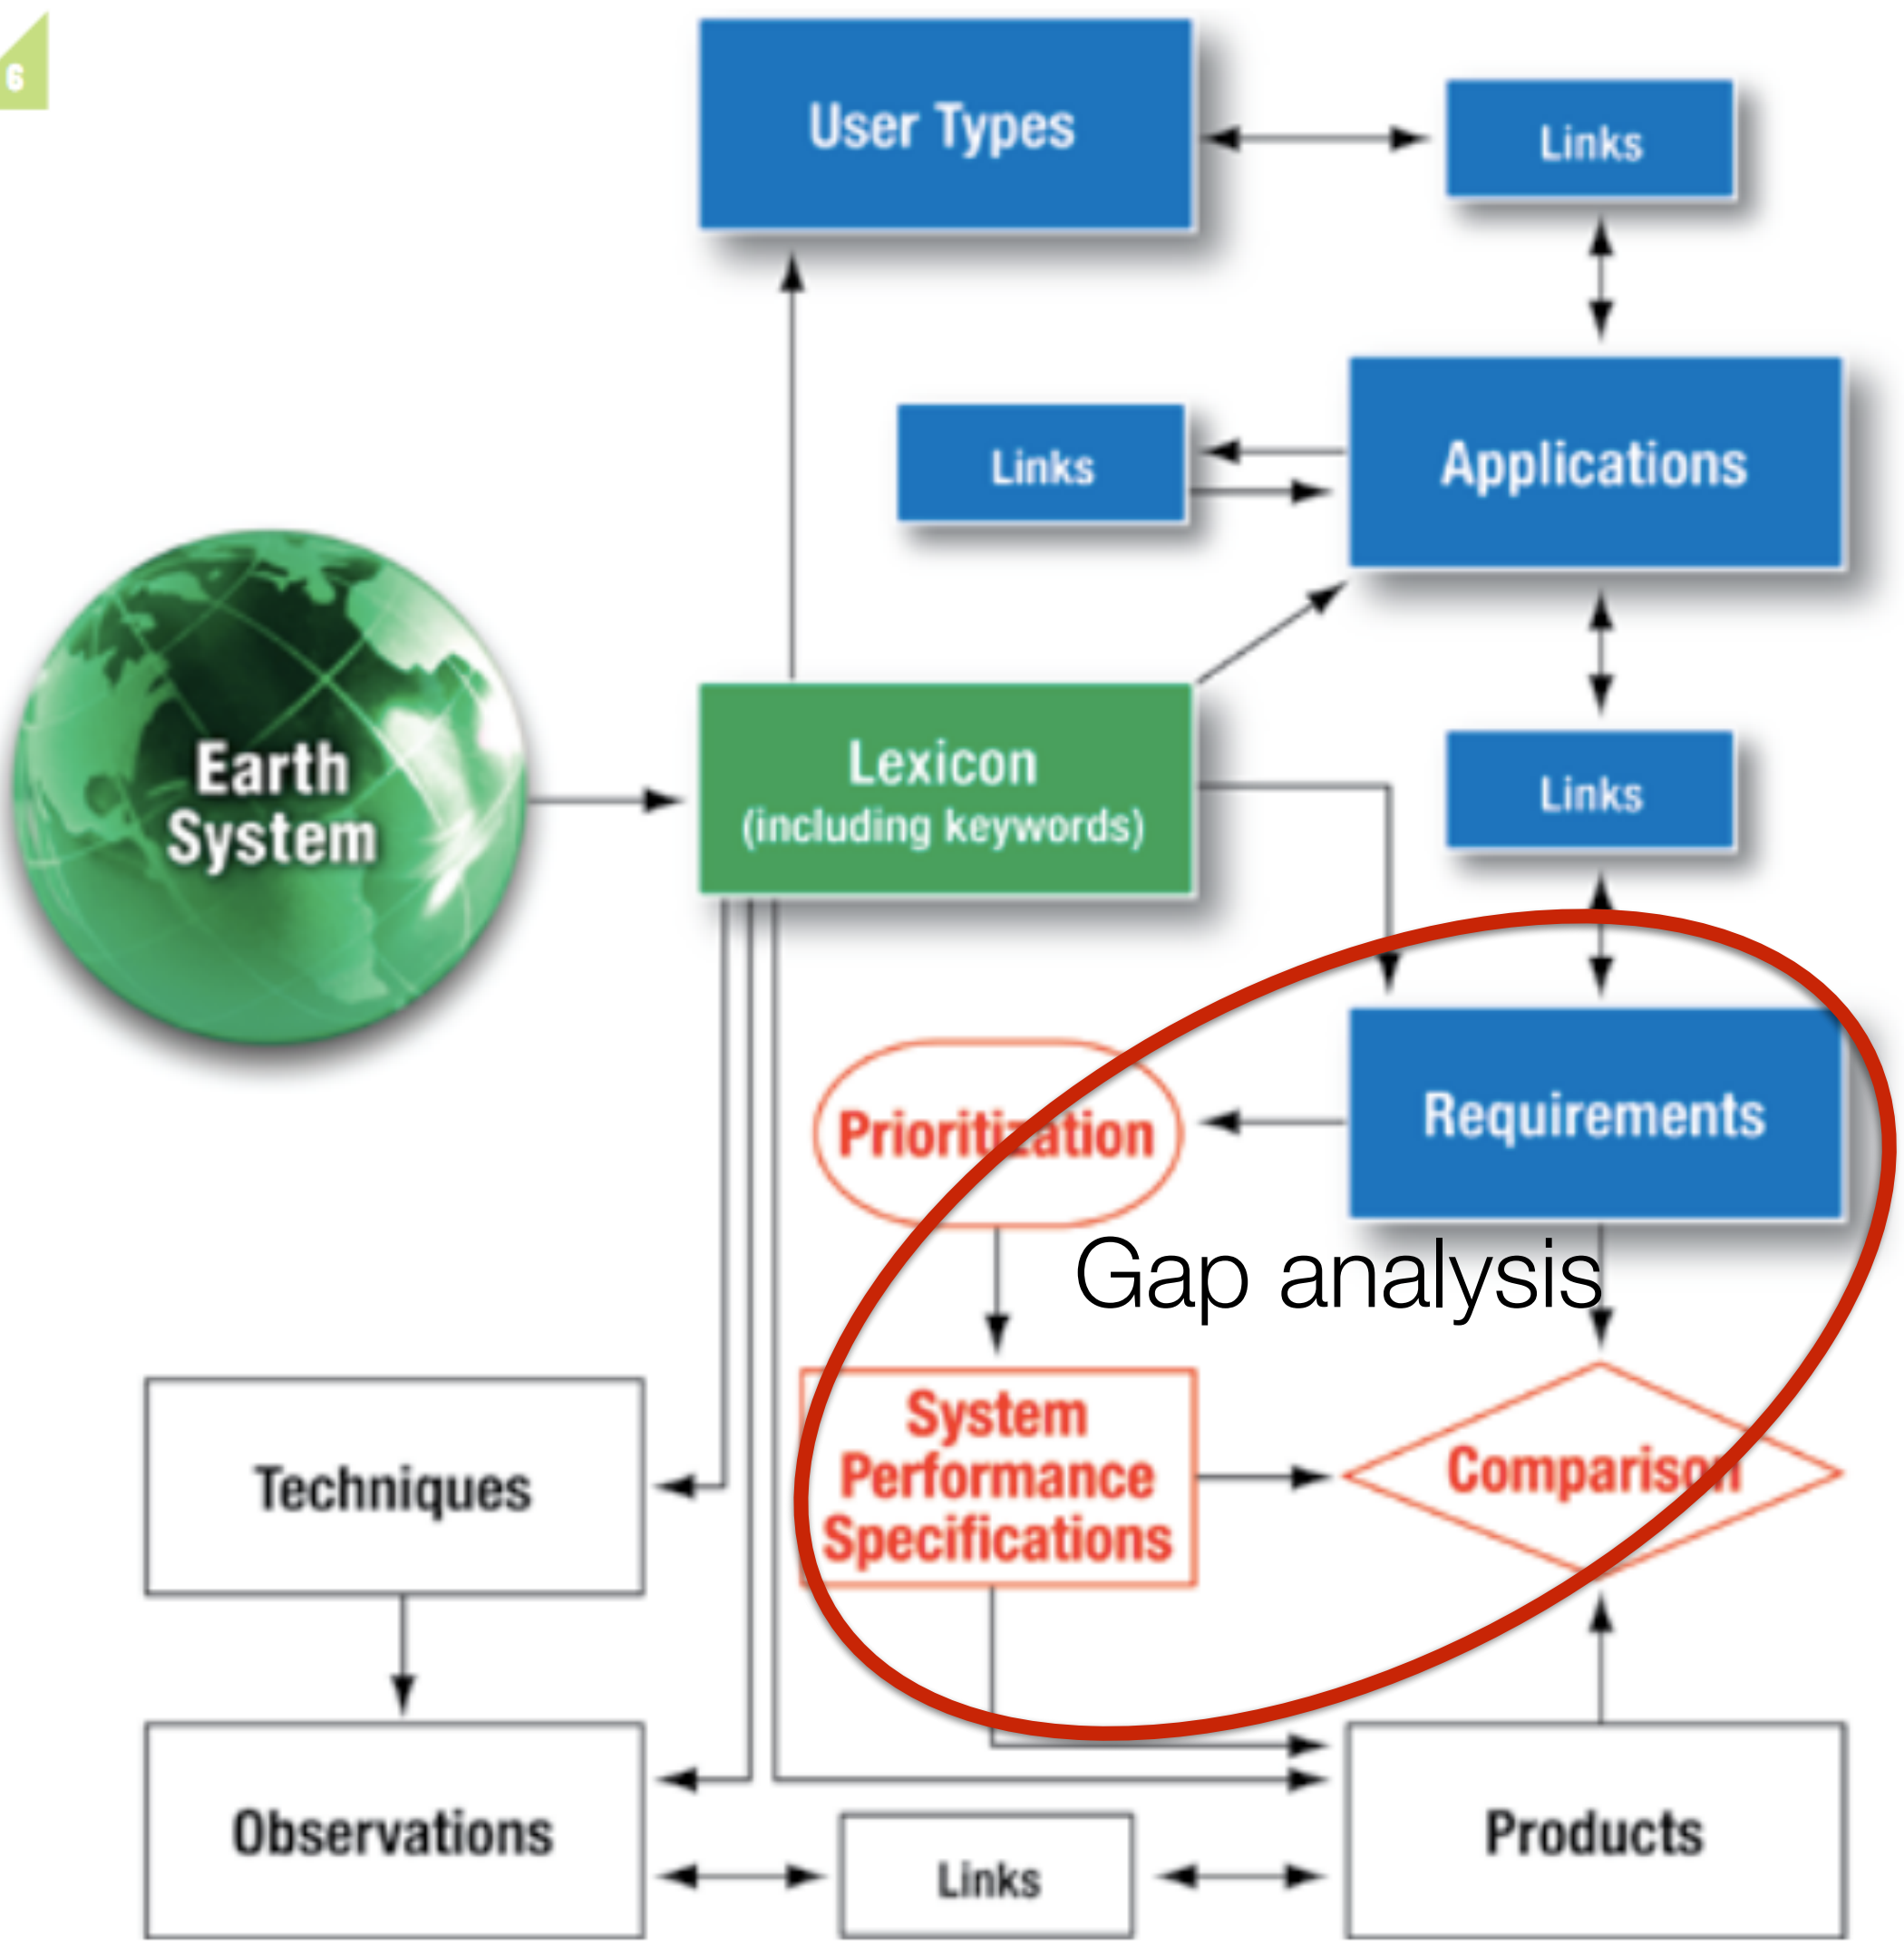 6
User Types
Links
Links
Applications
Earth
System
Lexicon
(including keywords)
Links
Prioritization
Requirements
Gap analysis
System
Performance
Specifications
Comparison
Techniques
Observations
Links
Products